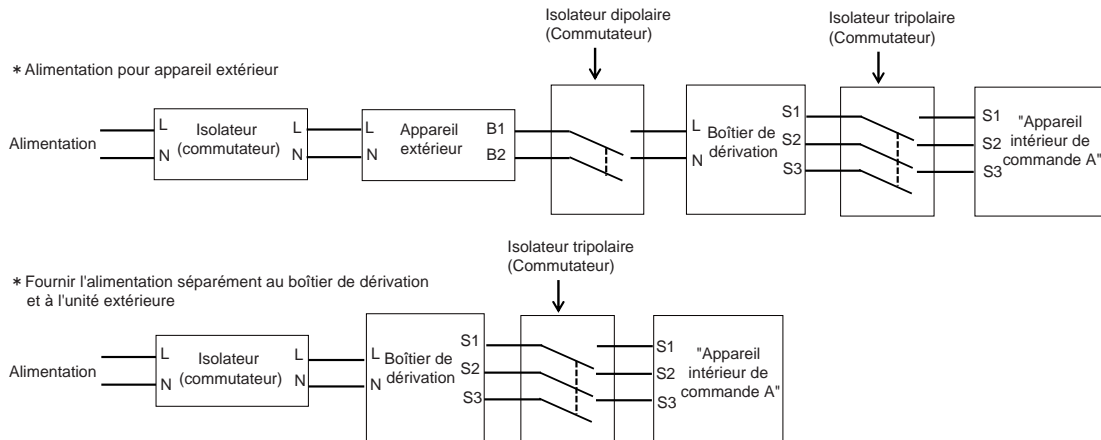 Isolateur dipolaire
(Commutateur)
Isolateur tripolaire
(Commutateur)
* Alimentation pour appareil extérieur
Alimentation
L
N
Isolateur
(commutateur)
L
N
L
N
Appareil
extérieur
B1
B2
L
N
Boîtier de
dérivation
S1
S2
S3
S1
S2
S3
"Appareil
intérieur de
commande A"
Isolateur tripolaire
(Commutateur)
* Fournir l'alimentation séparément au boîtier de dérivation
et à l'unité extérieure
Alimentation
L
N
Isolateur
(commutateur)
L
N
L
N
Boîtier de
dérivation
S1
S2
S3
S1
S2
S3
"Appareil
intérieur de
commande A"